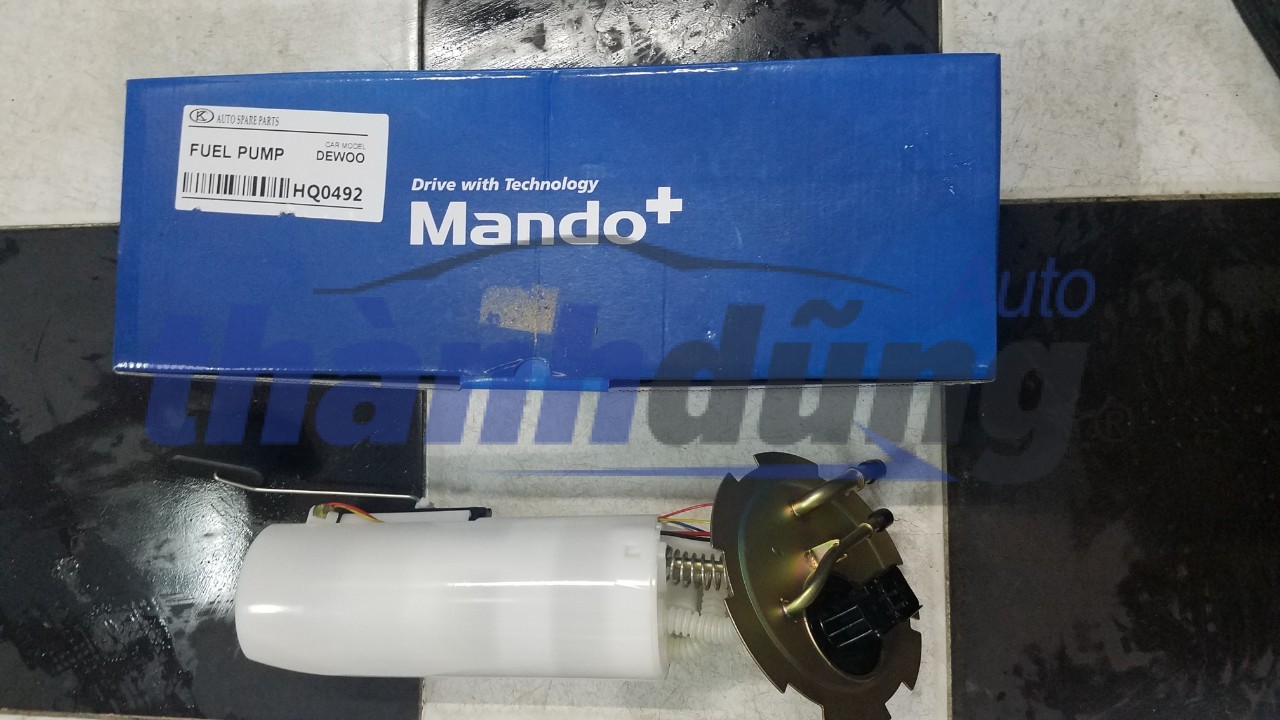 K AUTO SPARE PARTS
FUEL PUMP
CAR MODEL
DEWOO
HQ0492
Drive with Technology
Mando+
Auto
thànhdũng®